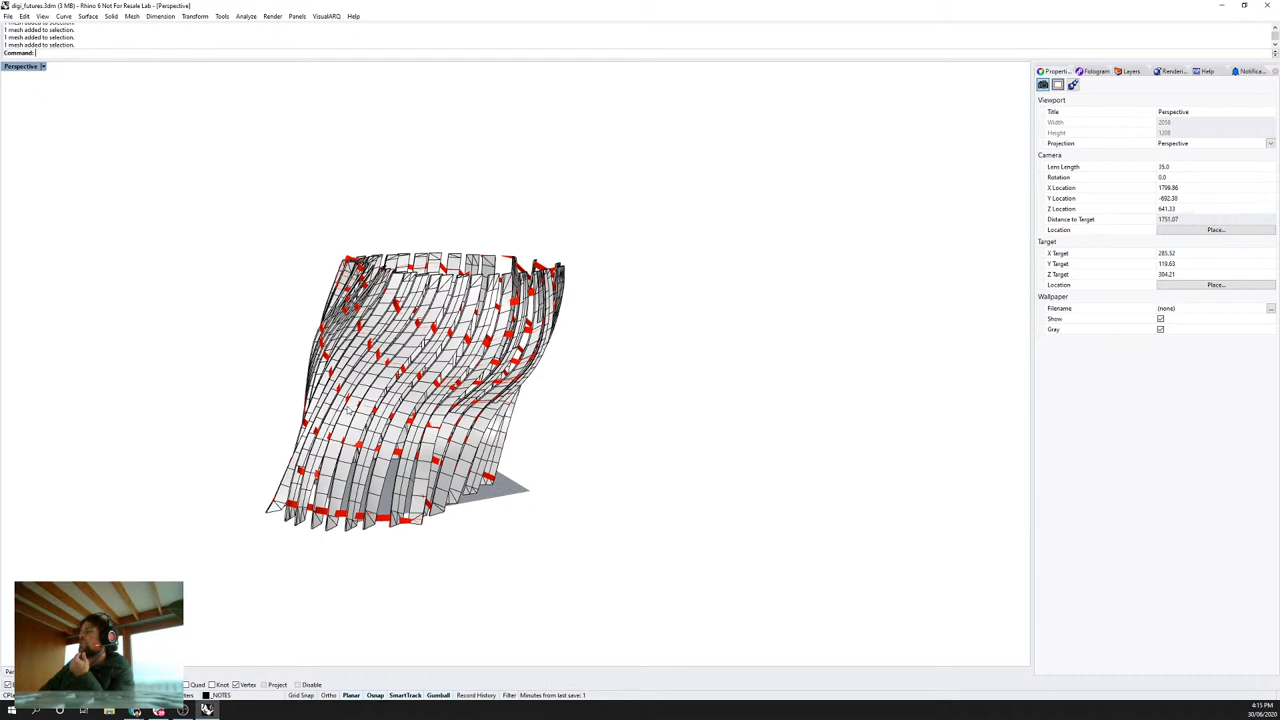 digi_futures.3dm (3 MB) - Rhino 6 Not For Resale Lab - [Perspective]
File Edit View Curve Surface Solid Mesh Dimension Transform Tools Analyze Render Panels VisualARQ Help
1 mesh added to selection.
1 mesh added to selection.
1 mesh added to selection.
Command:
Perspective
Properti... Fologram Layers Renderi... Help Notifica...
Viewport
Title Perspective
Width 2058
Height 1208
Projection Perspective
Camera
Lens Length 35.0
Rotation 0.0
X Location 1799.86
Y Location -692.38
Z Location 641.33
Distance to Target 1751.07
Location Place...
Target
X Target 285.52
Y Target 119.63
Z Target 304.21
Location Place...
Wallpaper
Filename (none) ...
Show
Gray
Quad Knot Vertex Project Disable
_NOTES Grid Snap Ortho Planar Osnap SmartTrack Gumball Record History Filter Minutes from last save: 1
4:15 PM
30/06/2020